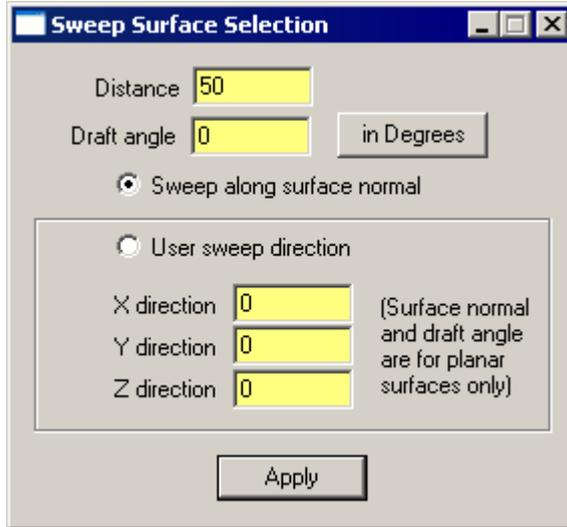 Sweep Surface Selection
Distance 50
Draft angle 0 in Degrees
Sweep along surface normal
User sweep direction
X direction 0
Y direction 0
Z direction 0
(Surface normal
and draft angle
are for planar
surfaces only)
Apply